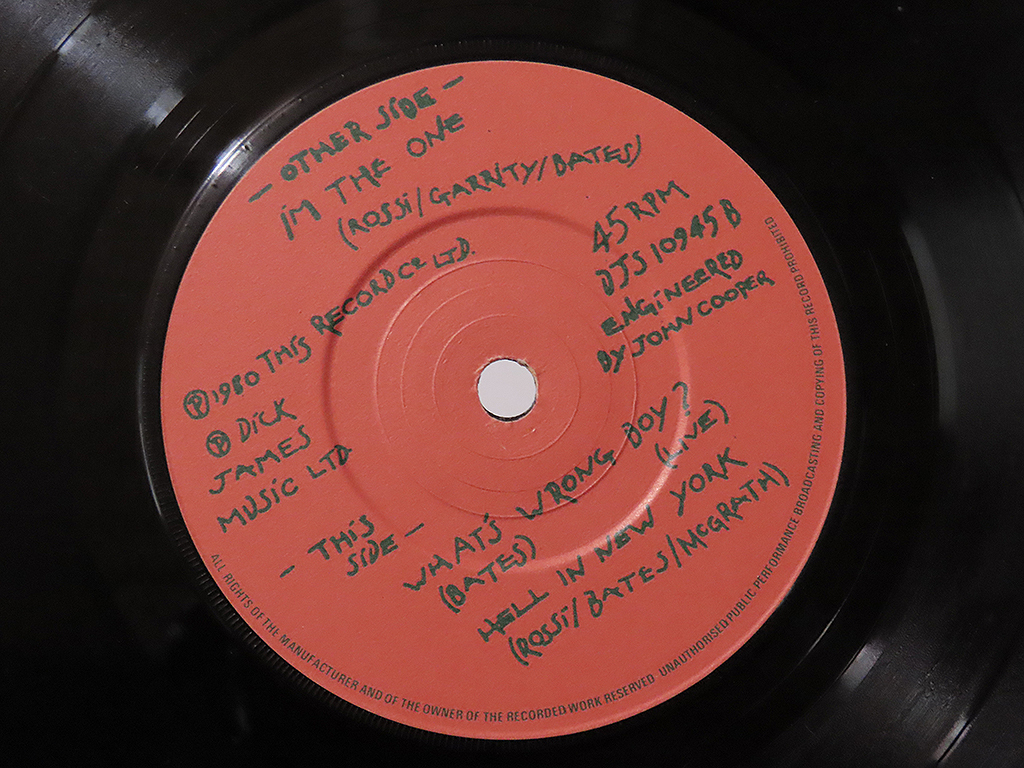 — OTHER SIDE —
I'M THE ONE
(ROSSI/GARRITY/BATES)
45 RPM
DJS 10945 B
ENGINEERED
BY JOHN COOPER
Ⓟ 1980 THIS RECORD Co LTD.
Ⓟ DICK
JAMES
MUSIC LTD
— THIS
SIDE —
WHAT'S WRONG BOY?
(BATES) (LIVE)
HELL IN NEW YORK
(ROSSI/BATES/McGRATH)
ALL RIGHTS OF THE MANUFACTURER AND OF THE OWNER OF THE RECORDED WORK RESERVED UNAUTHORISED PUBLIC PERFORMANCE BROADCASTING AND COPYING OF THIS RECORD PROHIBITED